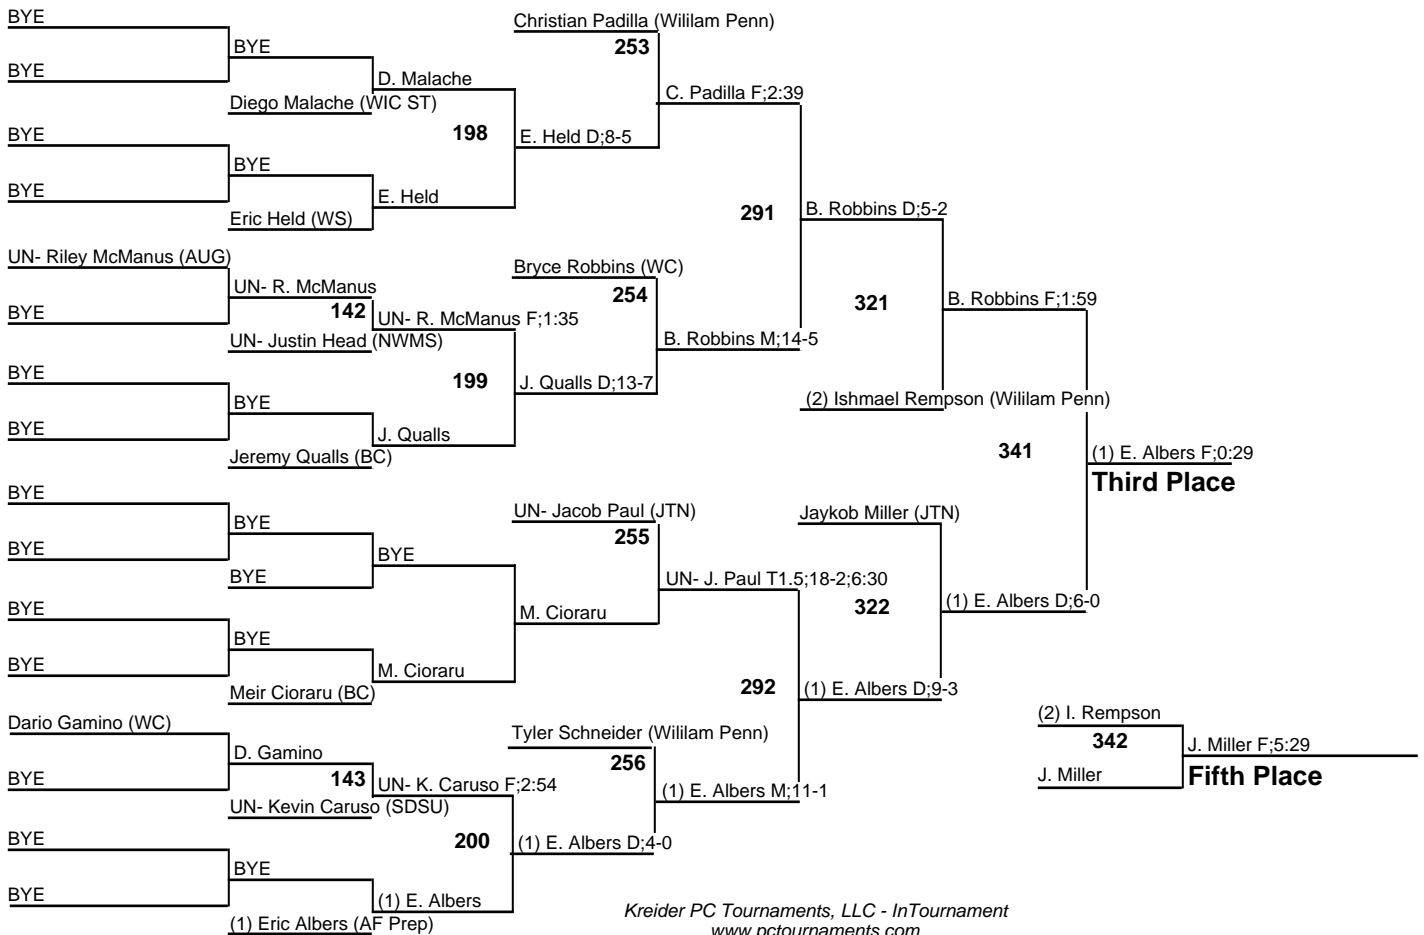 BYE
BYE
BYE
D. Malache
Diego Malache (WIC ST)
198
BYE
BYE
BYE
E. Held
Eric Held (WS)
E. Held D;8-5
Christian Padilla (Wililam Penn)
253
C. Padilla F;2:39
291
UN- Riley McManus (AUG)
BYE
UN- R. McManus
142
UN- Justin Head (NWMS)
UN- R. McManus F;1:35
199
BYE
BYE
BYE
J. Qualls
Jeremy Qualls (BC)
J. Qualls D;13-7
Bryce Robbins (WC)
254
B. Robbins M;14-5
B. Robbins D;5-2
321
(2) Ishmael Rempson (Wililam Penn)
B. Robbins F;1:59
341
(1) E. Albers F;0:29
Third Place
BYE
BYE
BYE
BYE
BYE
BYE
BYE
BYE
M. Cioraru
Meir Cioraru (BC)
M. Cioraru
UN- Jacob Paul (JTN)
255
UN- J. Paul T1.5;18-2;6:30
292
Jaykob Miller (JTN)
322
(1) E. Albers D;6-0
(1) E. Albers D;9-3
Dario Gamino (WC)
BYE
D. Gamino
143
UN- Kevin Caruso (SDSU)
UN- K. Caruso F;2:54
200
BYE
BYE
BYE
(1) E. Albers
(1) Eric Albers (AF Prep)
(1) E. Albers D;4-0
Tyler Schneider (Wililam Penn)
256
(1) E. Albers M;11-1
(2) I. Rempson
342
J. Miller
J. Miller F;5:29
Fifth Place
Kreider PC Tournaments, LLC - InTournament
www.pctournaments.com